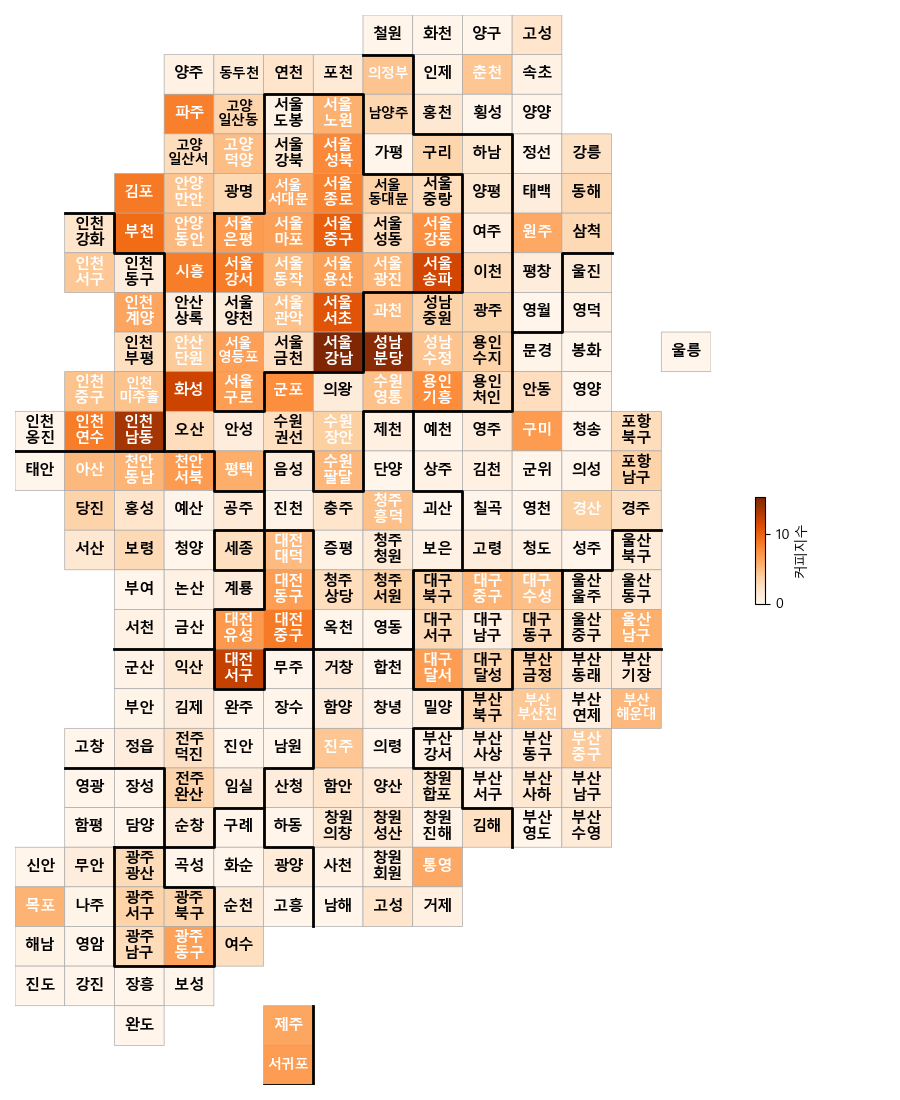 철원 화천 양구 고성
양주 동두천 연천 포천 의정부 인제 춘천 속초
파주 고양 일산동 서울 도봉 서울 노원 남양주 홍천 횡성 양양
고양 일산서 고양 덕양 서울 강북 서울 성북 가평 구리 하남 정선 강릉
김포 안양 만안 광명 서울 서대문 서울 종로 서울 동대문 서울 중랑 양평 태백 동해
인천 강화 부천 안양 동안 서울 은평 서울 마포 서울 중구 서울 성동 서울 강동 여주 원주 삼척
인천 서구 인천 동구 시흥 서울 강서 서울 동작 서울 용산 서울 광진 서울 송파 이천 평창 울진
인천 계양 안산 상록 서울 양천 서울 관악 서울 서초 과천 성남 중원 광주 영월 영덕
인천 부평 안산 단원 서울 영등포 서울 금천 서울 강남 성남 분당 성남 수정 용인 수지 문경 봉화 울릉
인천 중구 인천 미추홀 화성 서울 구로 군포 의왕 수원 영통 용인 기흥 용인 처인 안동 영양
인천 옹진 인천 연수 인천 남동 오산 안성 수원 권선 수원 장안 제천 예천 영주 구미 청송 포항 북구
태안 아산 천안 동남 천안 서북 평택 음성 수원 팔달 단양 상주 김천 군위 의성 포항 남구
당진 홍성 예산 공주 진천 충주 청주 흥덕 괴산 칠곡 영천 경산 경주
서산 보령 청양 세종 대전 대덕 증평 청주 청원 보은 고령 청도 성주 울산 북구
부여 논산 계룡 대전 동구 청주 상당 청주 서원 대구 북구 대구 중구 대구 수성 울산 울주 울산 동구
서천 금산 대전 유성 대전 중구 옥천 영동 대구 서구 대구 남구 대구 동구 울산 중구 울산 남구
군산 익산 대전 서구 무주 거창 합천 대구 달서 대구 달성 부산 금정 부산 동래 부산 기장
부안 김제 완주 장수 함양 창녕 밀양 부산 북구 부산 부산진 부산 연제 부산 해운대
고창 정읍 전주 덕진 진안 남원 진주 의령 부산 강서 부산 사상 부산 동구 부산 중구
영광 장성 전주 완산 임실 산청 함안 양산 창원 합포 부산 서구 부산 사하 부산 남구
함평 담양 순창 구례 하동 창원 의창 창원 성산 창원 진해 김해 부산 영도 부산 수영
신안 무안 광주 광산 곡성 화순 광양 사천 창원 회원 통영
목포 나주 광주 서구 광주 북구 순천 고흥 남해 고성 거제
해남 영암 광주 남구 광주 동구 여수
진도 강진 장흥 보성
완도 제주
서귀포
10
0
커피지수